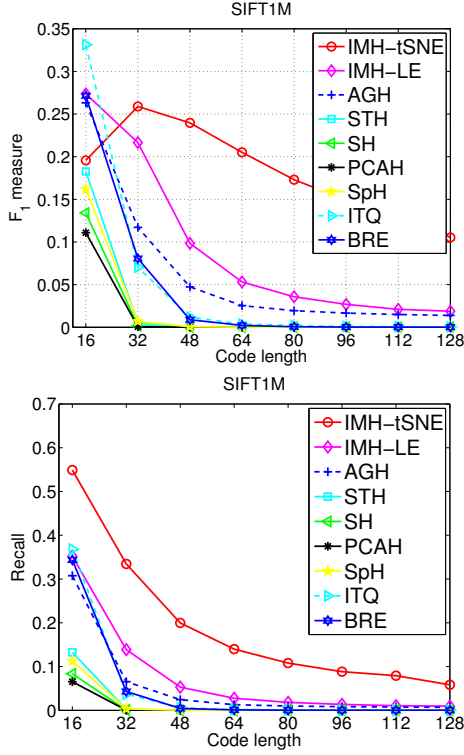 SIFT1M
0.35
0.3
0.25
0.2
0.15
0.1
0.05
0
F1 measure
IMH−tSNE
IMH−LE
AGH
STH
SH
PCAH
SpH
ITQ
BRE
16 32 48 64 80 96 112 128
Code length
SIFT1M
0.7
0.6
0.5
0.4
0.3
0.2
0.1
0
Recall
IMH−tSNE
IMH−LE
AGH
STH
SH
PCAH
SpH
ITQ
BRE
16 32 48 64 80 96 112 128
Code length